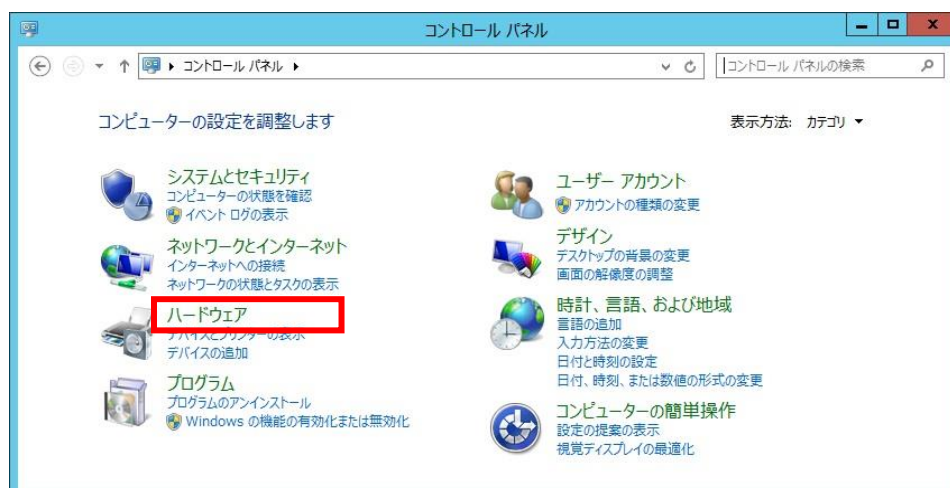 コントロール パネル
コントロール パネル
コントロール パネルの検索
コンピューターの設定を調整します
表示方法: カテゴリ
システムとセキュリティ
コンピューターの状態を確認
イベント ログの表示
ネットワークとインターネット
インターネットへの接続
ネットワークの状態とタスクの表示
ハードウェア
デバイスとプリンターの表示
デバイスの追加
プログラム
プログラムのアンインストール
Windows の機能の有効化または無効化
ユーザー アカウント
アカウントの種類の変更
デザイン
デスクトップの背景の変更
画面の解像度の調整
時計、言語、および地域
言語の追加
入力方法の変更
日付と時刻の設定
日付、時刻、または数値の形式の変更
コンピューターの簡単操作
設定の提案の表示
視覚ディスプレイの最適化